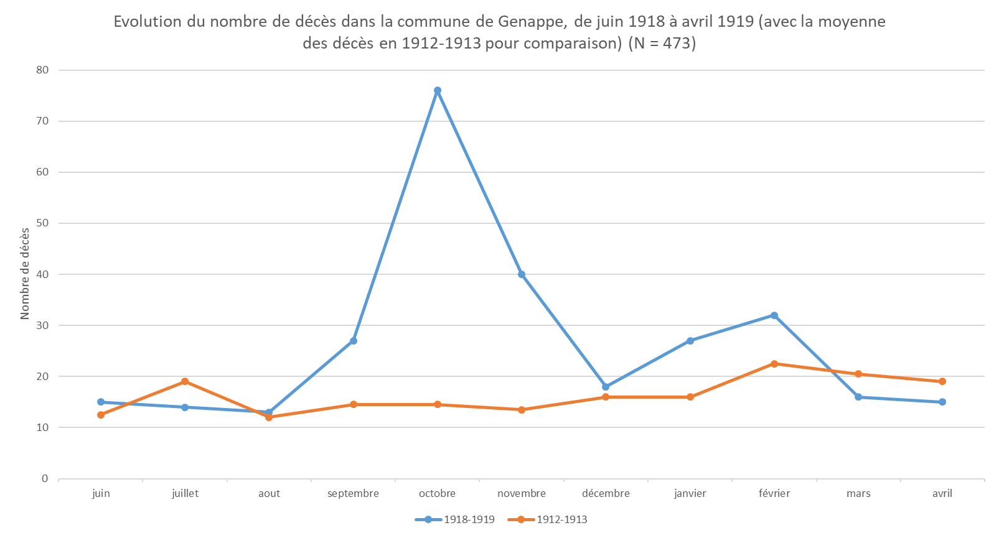 Evolution du nombre de décès dans la commune de Genappe, de juin 1918 à avril 1919 (avec la moyenne
des décès en 1912-1913 pour comparaison) (N = 473)
Nombre de décès
80
70
60
50
40
30
20
10
0
juin juillet aout septembre octobre novembre décembre janvier février mars avril
1918-1919 1912-1913